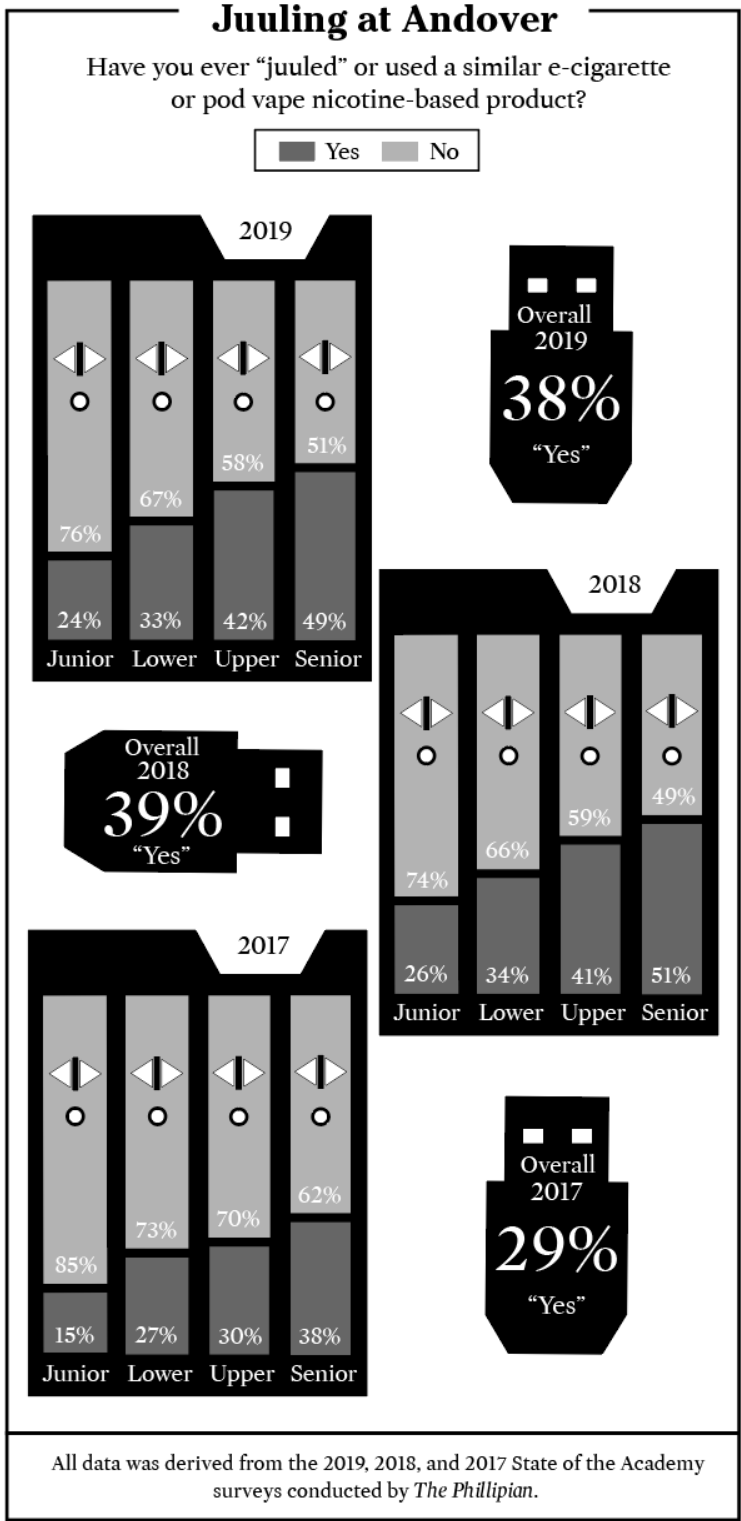 Juuling at Andover
Have you ever “juuled” or used a similar e-cigarette
or pod vape nicotine-based product?
Yes No
2019
76% 67% 58% 51%
24% 33% 42% 49%
Junior Lower Upper Senior
Overall
2019
38%
“Yes”
2018
74% 66% 59% 49%
26% 34% 41% 51%
Junior Lower Upper Senior
Overall
2018
39%
“Yes”
2017
85% 73% 70% 62%
15% 27% 30% 38%
Junior Lower Upper Senior
Overall
2017
29%
“Yes”
All data was derived from the 2019, 2018, and 2017 State of the Academy
surveys conducted by The Phillipian.